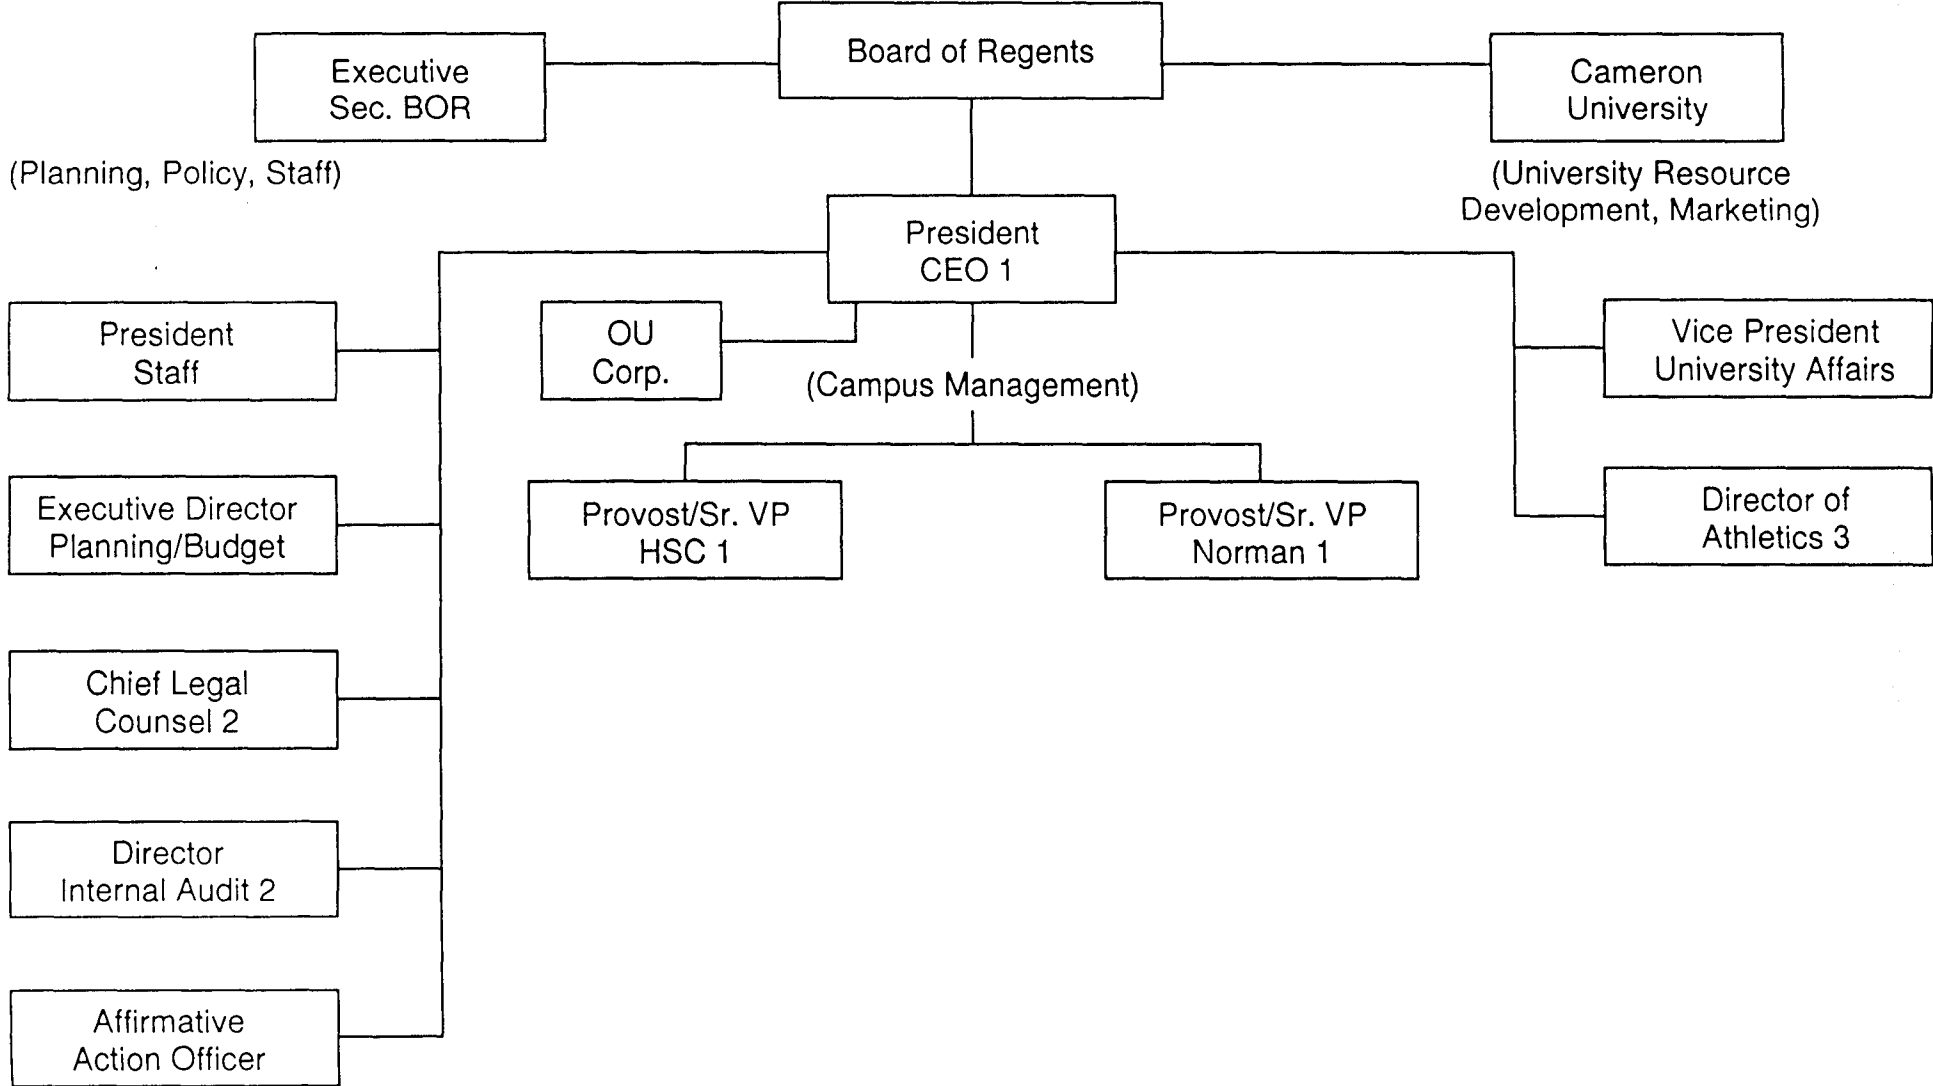 Board of Regents
Executive
Sec. BOR
Cameron
University
(Planning, Policy, Staff)
(University Resource
Development, Marketing)
President
CEO 1
President
Staff
OU
Corp.
Vice President
University Affairs
(Campus Management)
Executive Director
Planning/Budget
Provost/Sr. VP
HSC 1
Provost/Sr. VP
Norman 1
Director of
Athletics 3
Chief Legal
Counsel 2
Director
Internal Audit 2
Affirmative
Action Officer